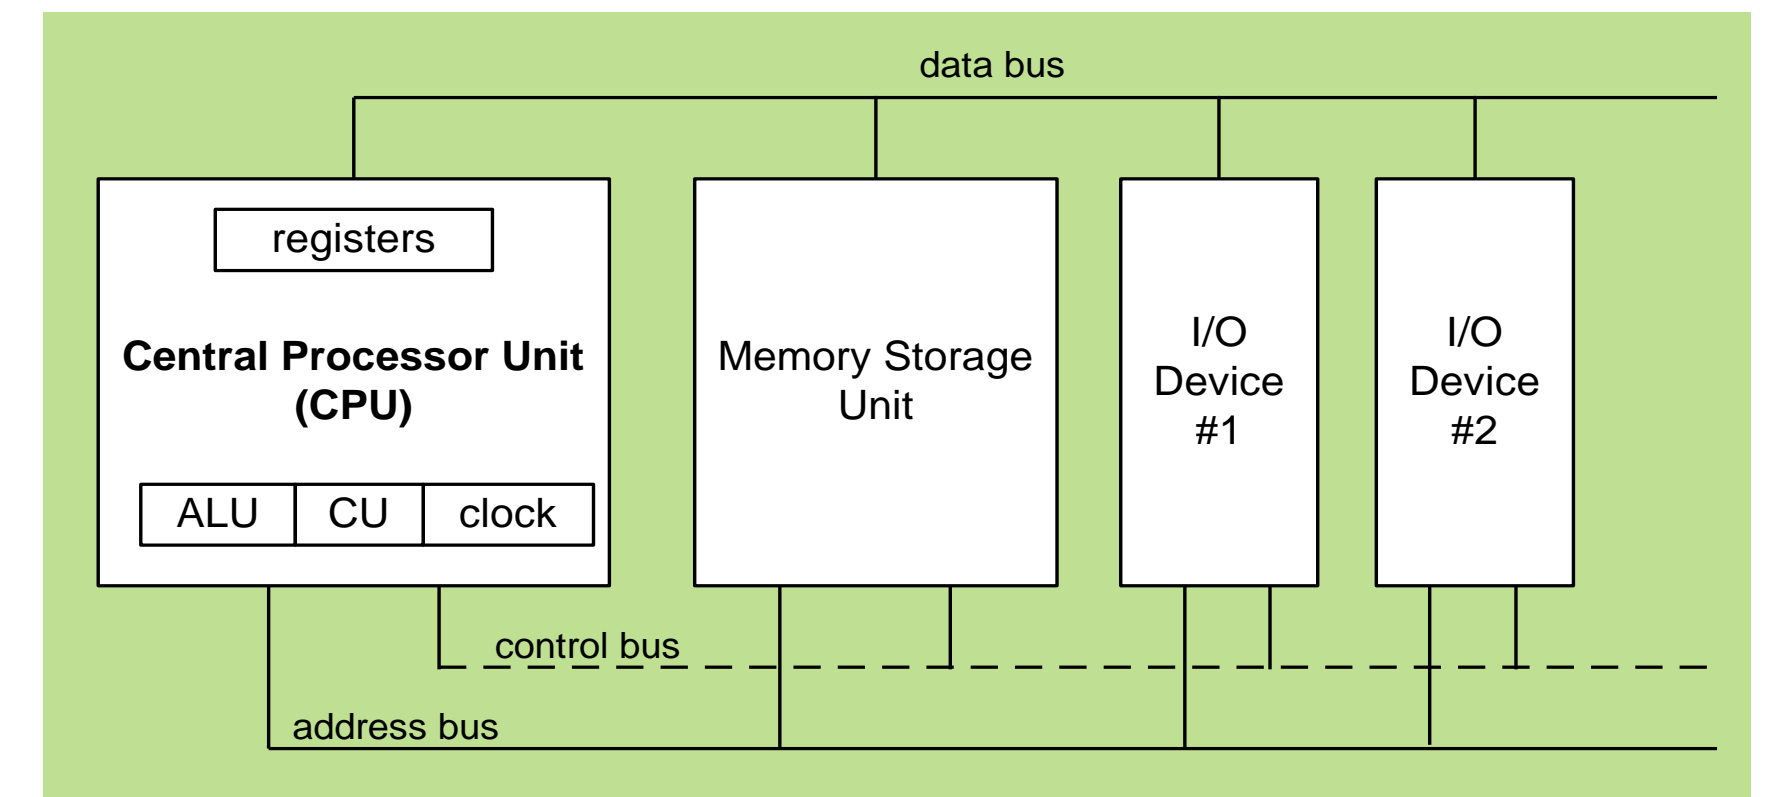 data bus
registers
Central Processor Unit
(CPU)
ALU
CU
clock
Memory Storage
Unit
I/O
Device
#1
I/O
Device
#2
control bus
address bus